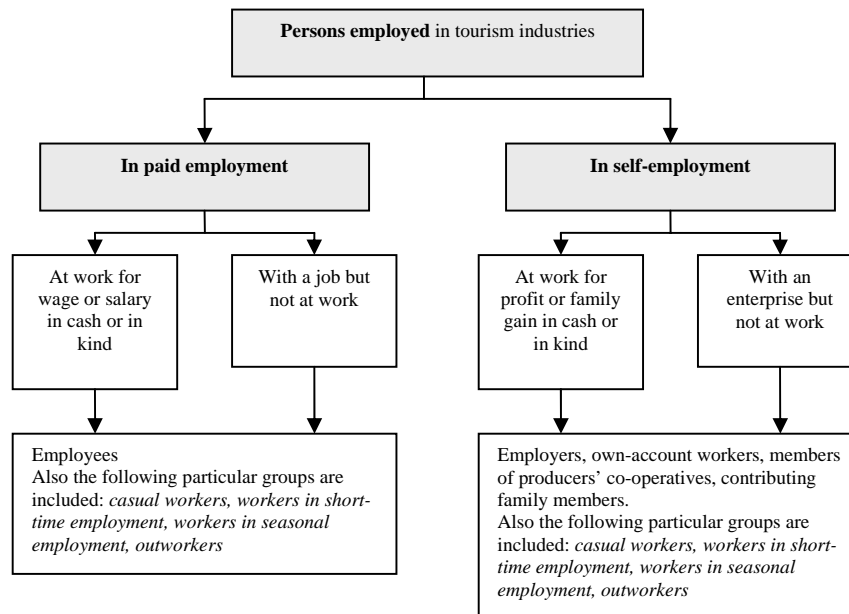 Persons employed in tourism industries
In paid employment
In self-employment
At work for
wage or salary
in cash or in
kind
With a job but
not at work
At work for
profit or family
gain in cash or
in kind
With an
enterprise but
not at work
Employees
Also the following particular groups are
included: casual workers, workers in short-
time employment, workers in seasonal
employment, outworkers
Employers, own-account workers, members
of producers’ co-operatives, contributing
family members.
Also the following particular groups are
included: casual workers, workers in short-
time employment, workers in seasonal
employment, outworkers